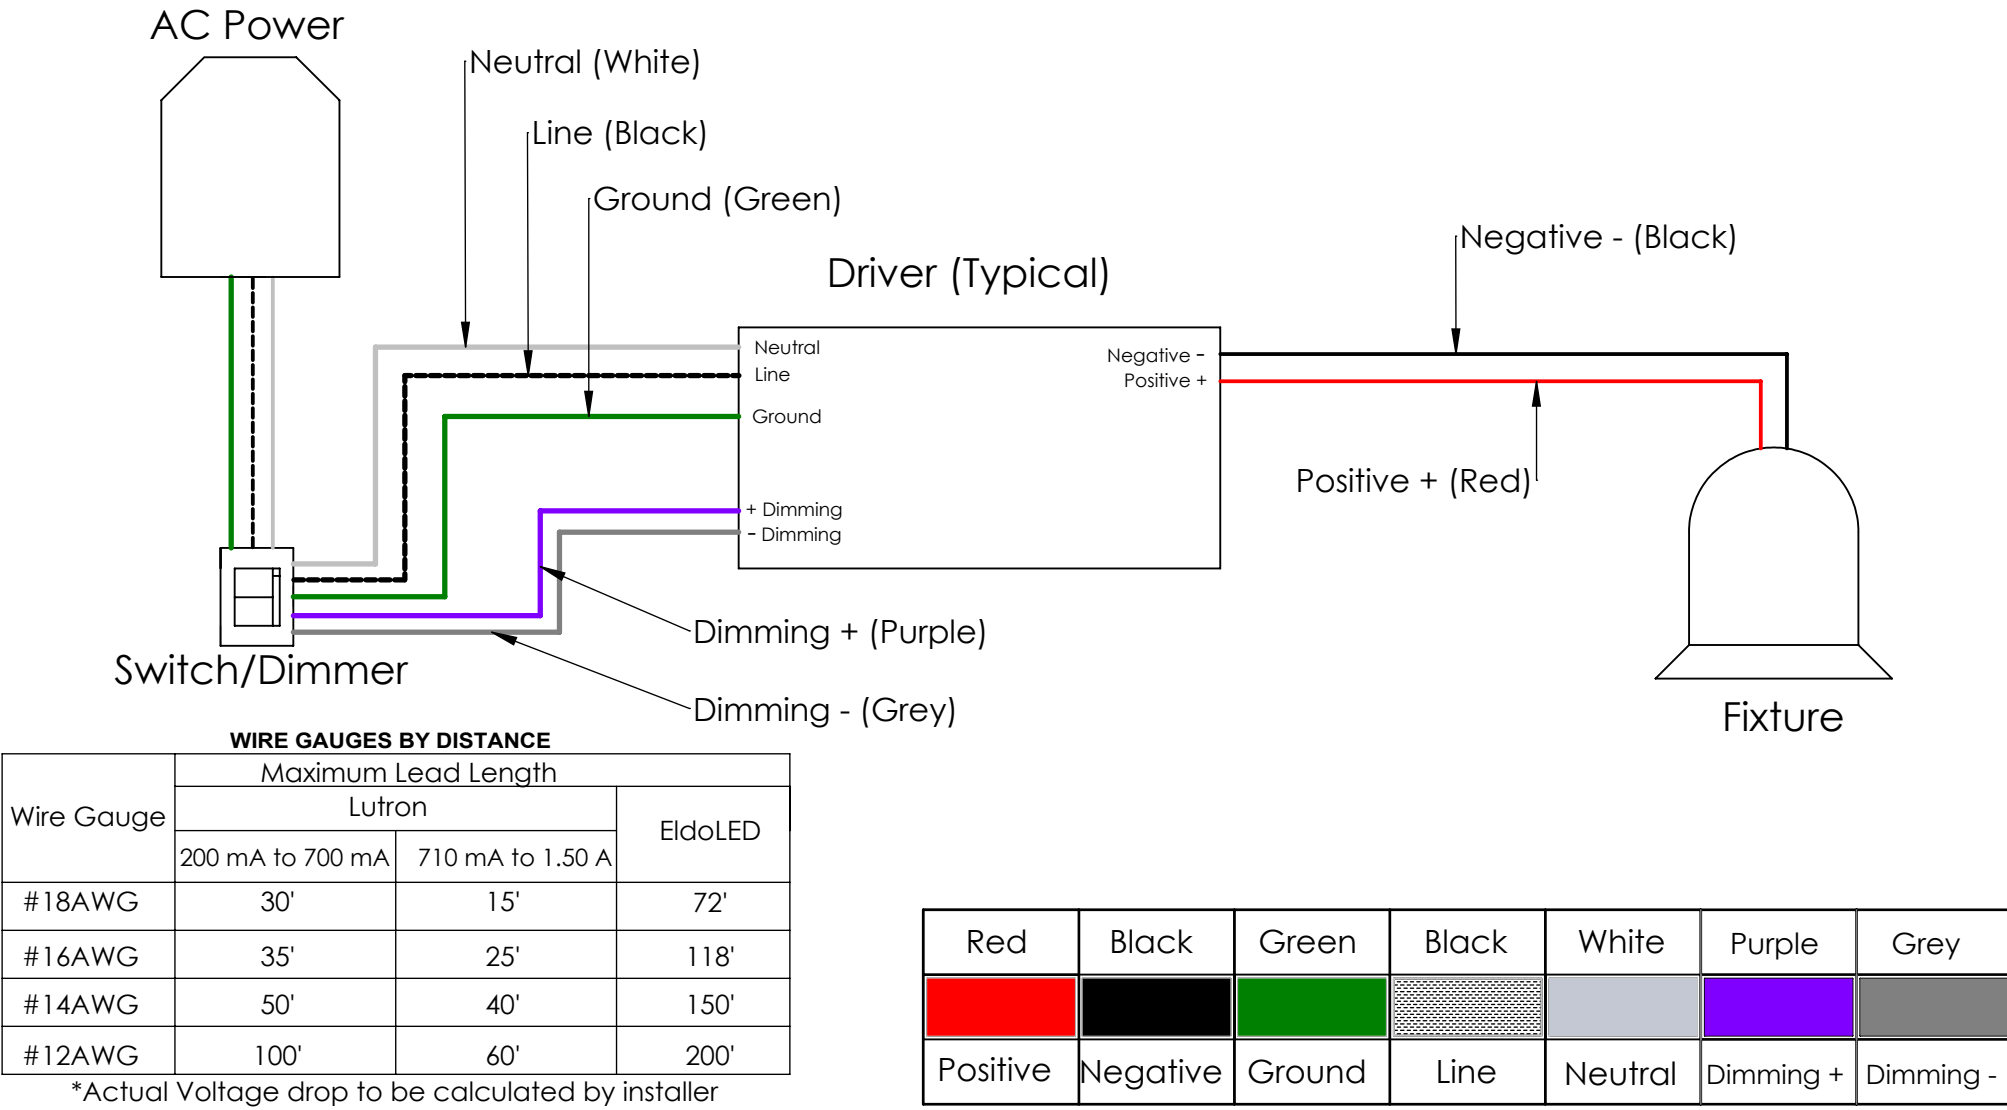 AC Power
Neutral (White)
Line (Black)
Ground (Green)
Negative - (Black)
Driver (Typical)
Neutral
Line
Ground
+ Dimming
- Dimming
Negative -
Positive +
Positive + (Red)
Dimming + (Purple)
Dimming - (Grey)
Switch/Dimmer
Fixture
WIRE GAUGES BY DISTANCE
Wire Gauge
Maximum Lead Length
Lutron
EldoLED
200 mA to 700 mA 710 mA to 1.50 A
#18AWG 30' 15' 72'
#16AWG 35' 25' 118'
#14AWG 50' 40' 150'
#12AWG 100' 60' 200'
*Actual Voltage drop to be calculated by installer
Red Black Green Black White Purple Grey
Positive Negative Ground Line Neutral Dimming + Dimming -